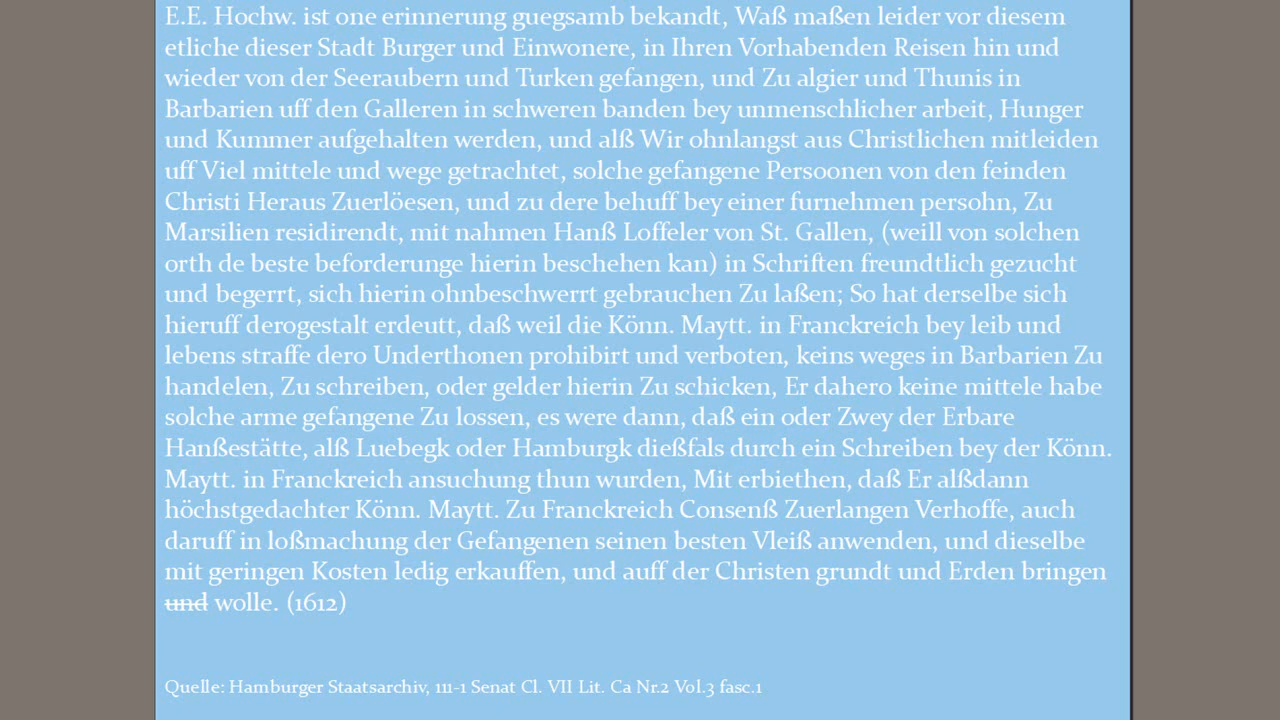 E.E. Hochw. ist one erinnerung guegsamb bekandt, Waß maßen leider vor diesem
etliche dieser Stadt Burger und Einwonere, in Ihren Vorhabenden Reisen hin und
wieder von der Seeraubern und Turken gefangen, und Zu algier und Thunis in
Barbarien uff den Galleren in schweren banden bey unmenschlicher arbeit, Hunger
und Kummer aufgehalten werden, und alß Wir ohnlangst aus Christlichen mitleiden
uff Viel mittele und wege getrachtet, solche gefangene Persoonen von den feinden
Christi Heraus Zuerlöesen, und zu dere behuff bey einer furnehmen persohn, Zu
Marsilien residirendt, mit nahmen Hanß Loffeler von St. Gallen, (weill von solchen
orth de beste beforderunge hierin beschehen kan) in Schriften freundtlich gezucht
und begerrt, sich hierin ohnbeschwerrt gebrauchen Zu laßen; So hat derselbe sich
hieruff derogestalt erdeutt, daß weil die Könn. Maytt. in Franckreich bey leib und
lebens straffe dero Underthonen prohibirt und verboten, keins weges in Barbarien Zu
handelen, Zu schreiben, oder gelder hierin Zu schicken, Er dahero keine mittele habe
solche arme gefangene Zu lossen, es were dann, daß ein oder Zwey der Erbare
Hanßestätte, alß Luebegk oder Hamburgk dießfals durch ein Schreiben bey der Könn.
Maytt. in Franckreich ansuchung thun wurden, Mit erbiethen, daß Er alßdann
höchstgedachter Könn. Maytt. Zu Franckreich Consenß Zuerlangen Verhoffe, auch
daruff in loßmachung der Gefangenen seinen besten Vleiß anwenden, und dieselbe
mit geringen Kosten ledig erkauffen, und auff der Christen grundt und Erden bringen
und wolle. (1612)
Quelle: Hamburger Staatsarchiv, 111-1 Senat Cl. VII Lit. Ca Nr.2 Vol.3 fasc.1